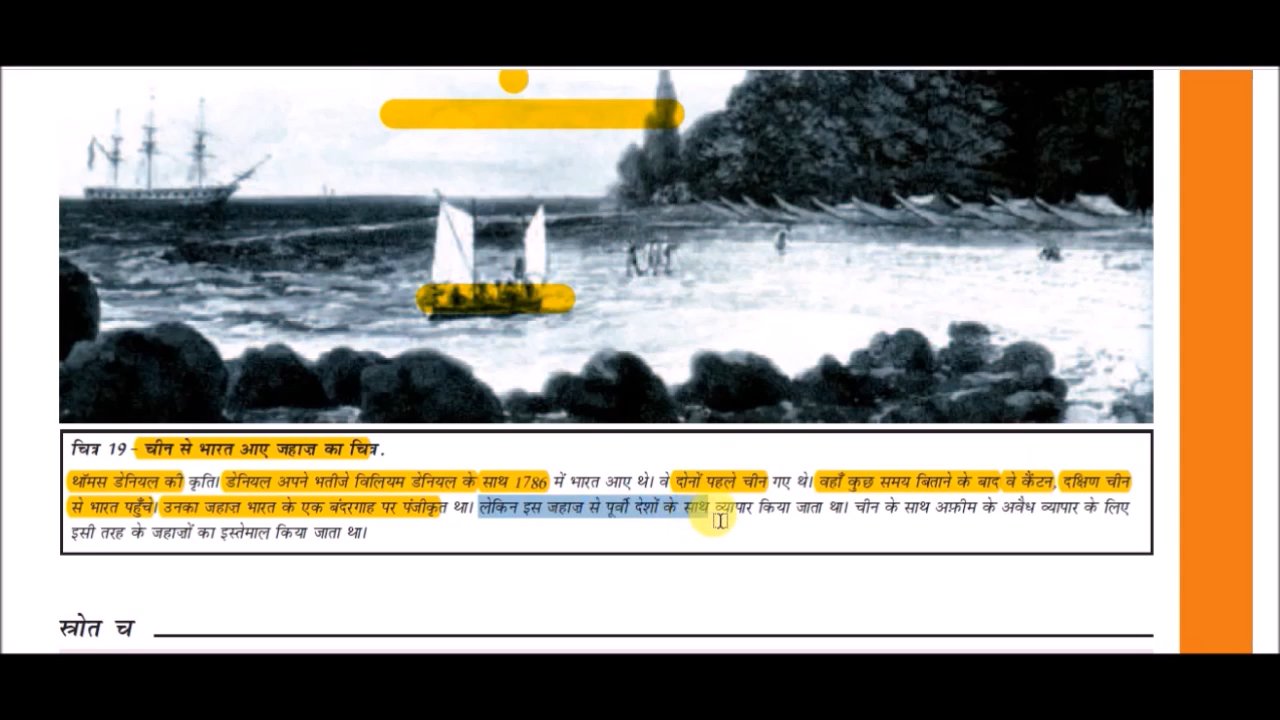 चित्र 19 - चीन से भारत आए जहाज़ का चित्र.
थॉमस डेनियल की कृति। डेनियल अपने भतीजे विलियम डेनियल के साथ 1786 में भारत आए थे। वे दोनों पहले चीन गए थे। वहाँ कुछ समय बिताने के बाद वे कैंटन, दक्षिण चीन
से भारत पहुँचे। उनका जहाज़ भारत के एक बंदरगाह पर पंजीकृत था। लेकिन इस जहाज़ से पूर्वी देशों के साथ व्यापार किया जाता था। चीन के साथ अफ़ीम के अवैध व्यापार के लिए
इसी तरह के जहाज़ों का इस्तेमाल किया जाता था।
स्त्रोत च